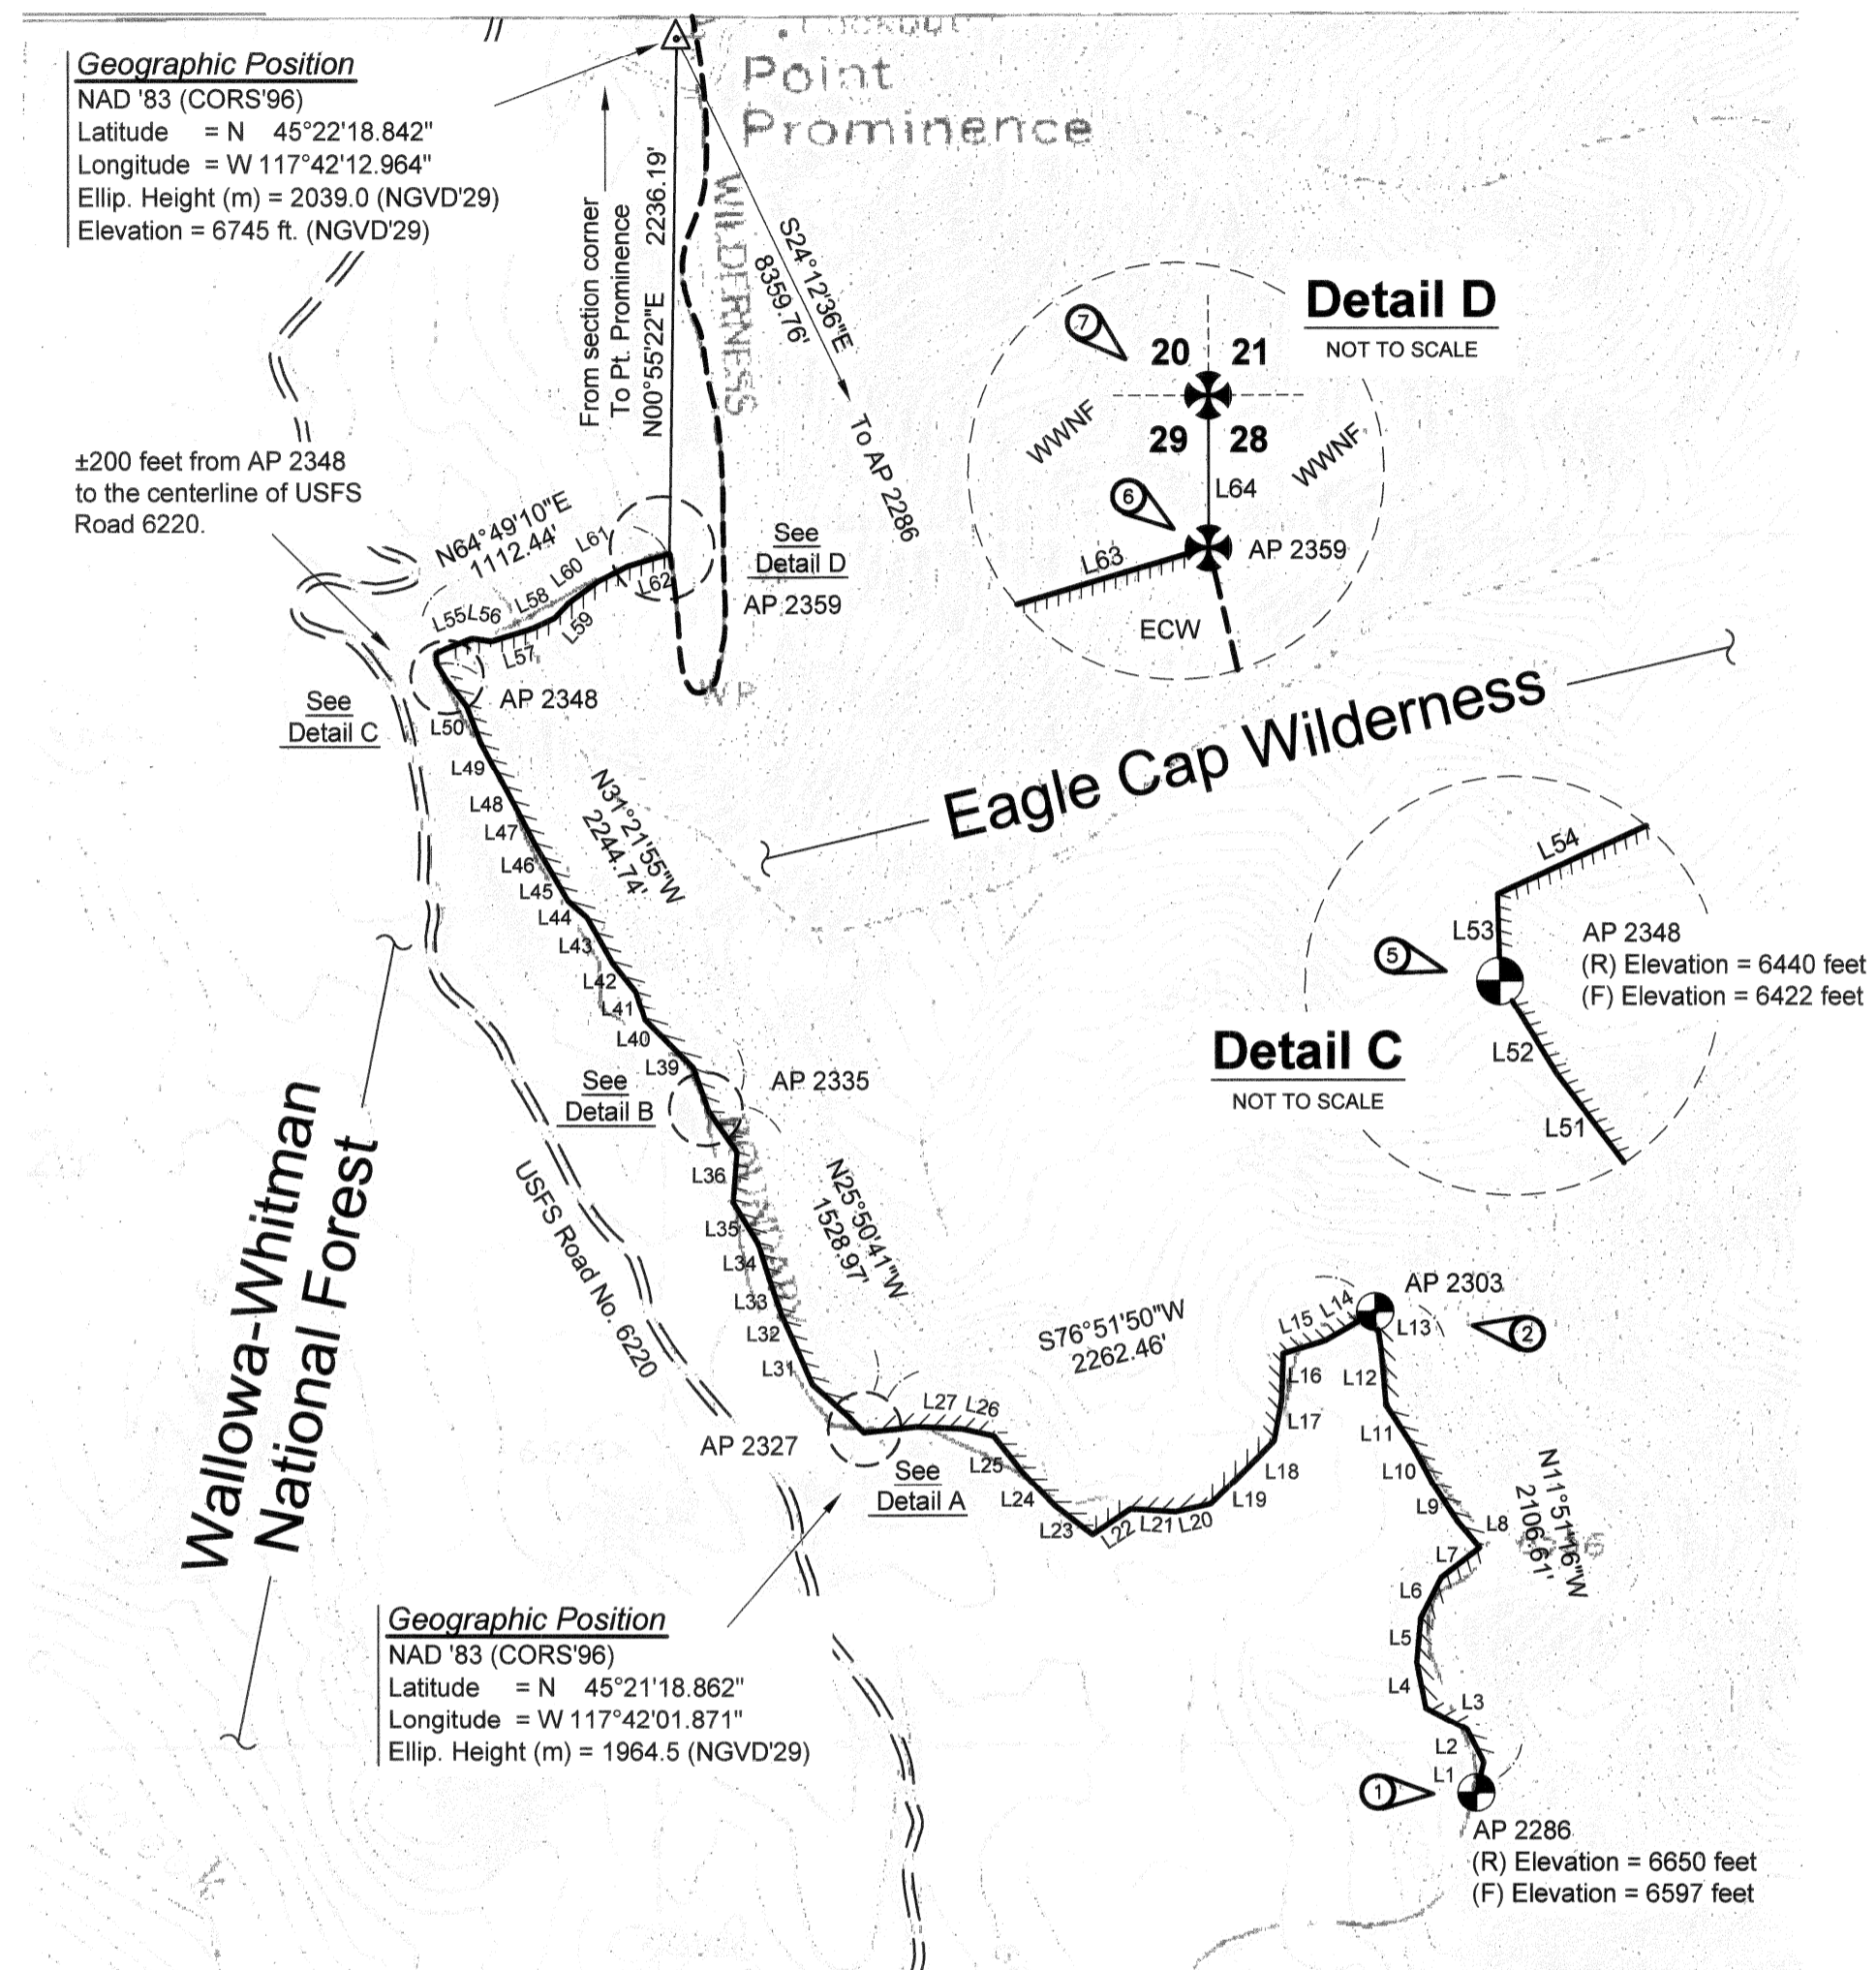 Lookout
Point
Prominence
Geographic Position
NAD '83 (CORS'96)
Latitude = N 45°22'18.842"
Longitude = W 117°42'12.964"
Ellip. Height (m) = 2039.0 (NGVD'29)
Elevation = 6745 ft. (NGVD'29)
From section corner
To Pt. Prominence
N00°55'22"E 2236.19'
WILDERNESS
S24°12'36"E
8359.76'
To AP 2286
Detail D
NOT TO SCALE
7
20
21
29
28
WWNF
WWNF
6
L64
L63
AP 2359
ECW
±200 feet from AP 2348
to the centerline of USFS
Road 6220.
N64°49'10"E
1112.44'
L55
L56
L57
L58
L59
L60
L61
L62
See
Detail D
AP 2359
WP
See
Detail C
AP 2348
L50
L49
L48
L47
L46
L45
L44
L43
L42
L41
L40
L39
N31°21'55"W
2244.74'
Eagle Cap Wilderness
L54
L53
5
AP 2348
(R) Elevation = 6440 feet
(F) Elevation = 6422 feet
L52
L51
Detail C
NOT TO SCALE
See
Detail B
AP 2335
BOUNDARY
L36
L35
L34
L33
L32
L31
N25°50'41"W
1528.97'
Wallowa-Whitman
National Forest
USFS Road No. 6220
AP 2327
See
Detail A
S76°51'50"W
2262.46'
L27
L26
L25
L24
L23
L22
L21
L20
L19
L18
L17
L16
L15
L14
AP 2303
L13
2
L12
L11
L10
L9
L8
L7
L6
L5
L4
L3
L2
L1
N11°51'16"W
2106.61'
1
AP 2286
(R) Elevation = 6650 feet
(F) Elevation = 6597 feet
Geographic Position
NAD '83 (CORS'96)
Latitude = N 45°21'18.862"
Longitude = W 117°42'01.871"
Ellip. Height (m) = 1964.5 (NGVD'29)